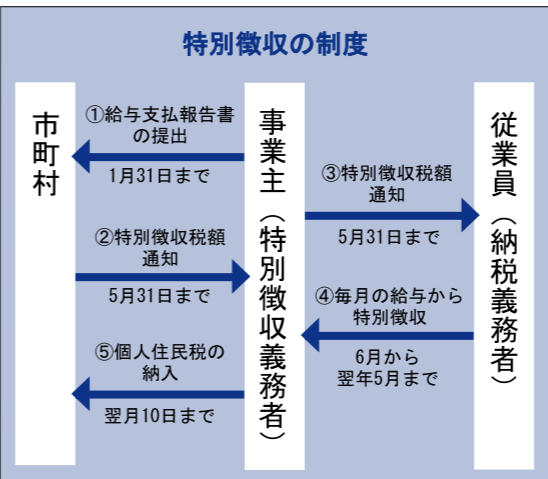 特別徴収の制度
市町村
①給与支払報告書
の提出
1月31日まで
②特別徴収税額
通知
5月31日まで
⑤個人住民税の
納入
翌月10日まで
事業主（特別徴収義務者）
③特別徴収税額
通知
5月31日まで
④毎月の給与から
特別徴収
6月から
翌年5月まで
従業員（納税義務者）